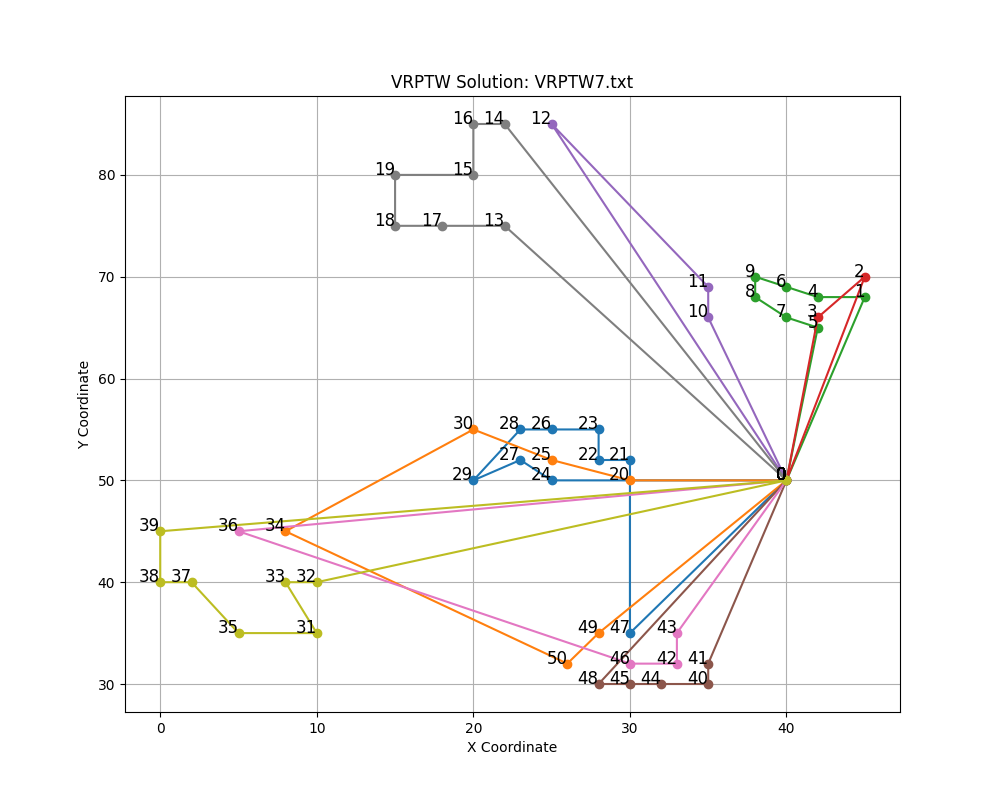 VRPTW Solution: VRPTW7.txt
16 14 12
80
19 15
18 17 13
70
9 6 2
11 8 4 1
10 7 3
5
60
30 28 26 23
27 25 22 21
50
29 24 20 0
39 36 34
40
38 37 33 32
35 31 49 47 43
50 46 42 41
30
48 45 44 40
0 10 20 30 40
X Coordinate
Y Coordinate